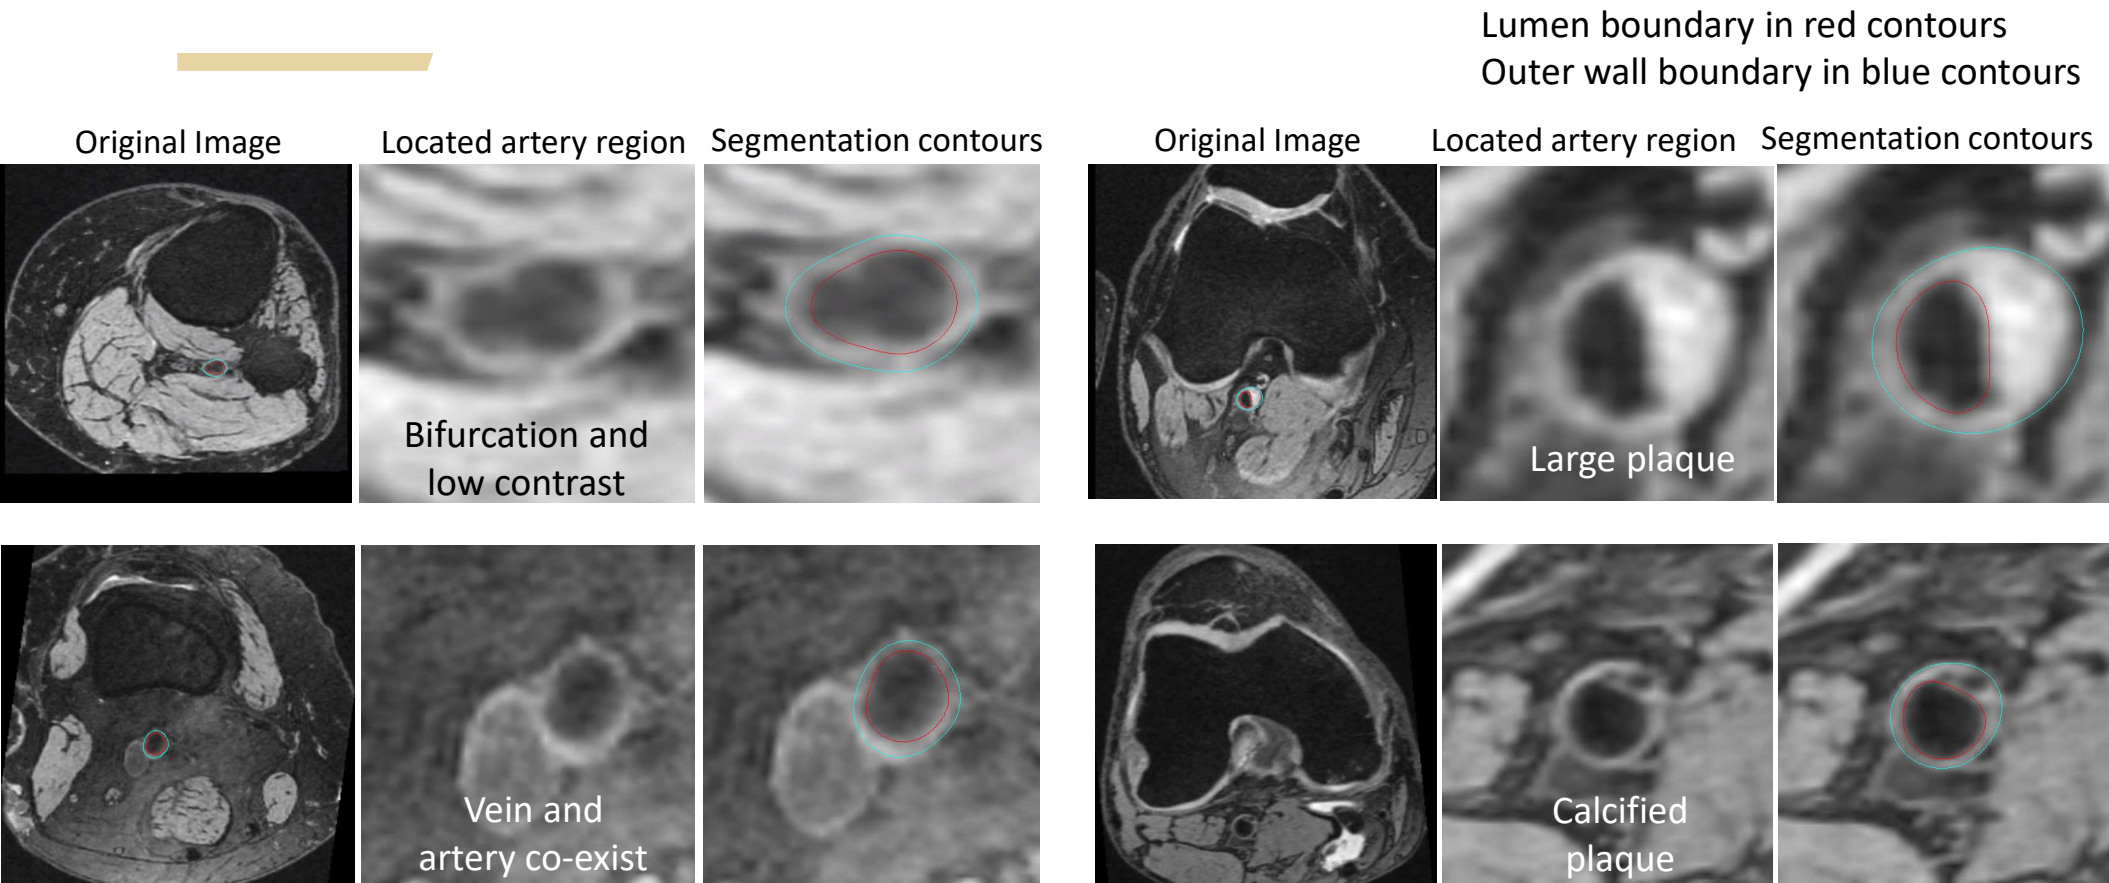 Lumen boundary in red contours
Outer wall boundary in blue contours
Original Image
Located artery region
Segmentation contours
Original Image
Located artery region
Segmentation contours
Bifurcation and
low contrast
Large plaque
Vein and
artery co-exist
Calcified
plaque